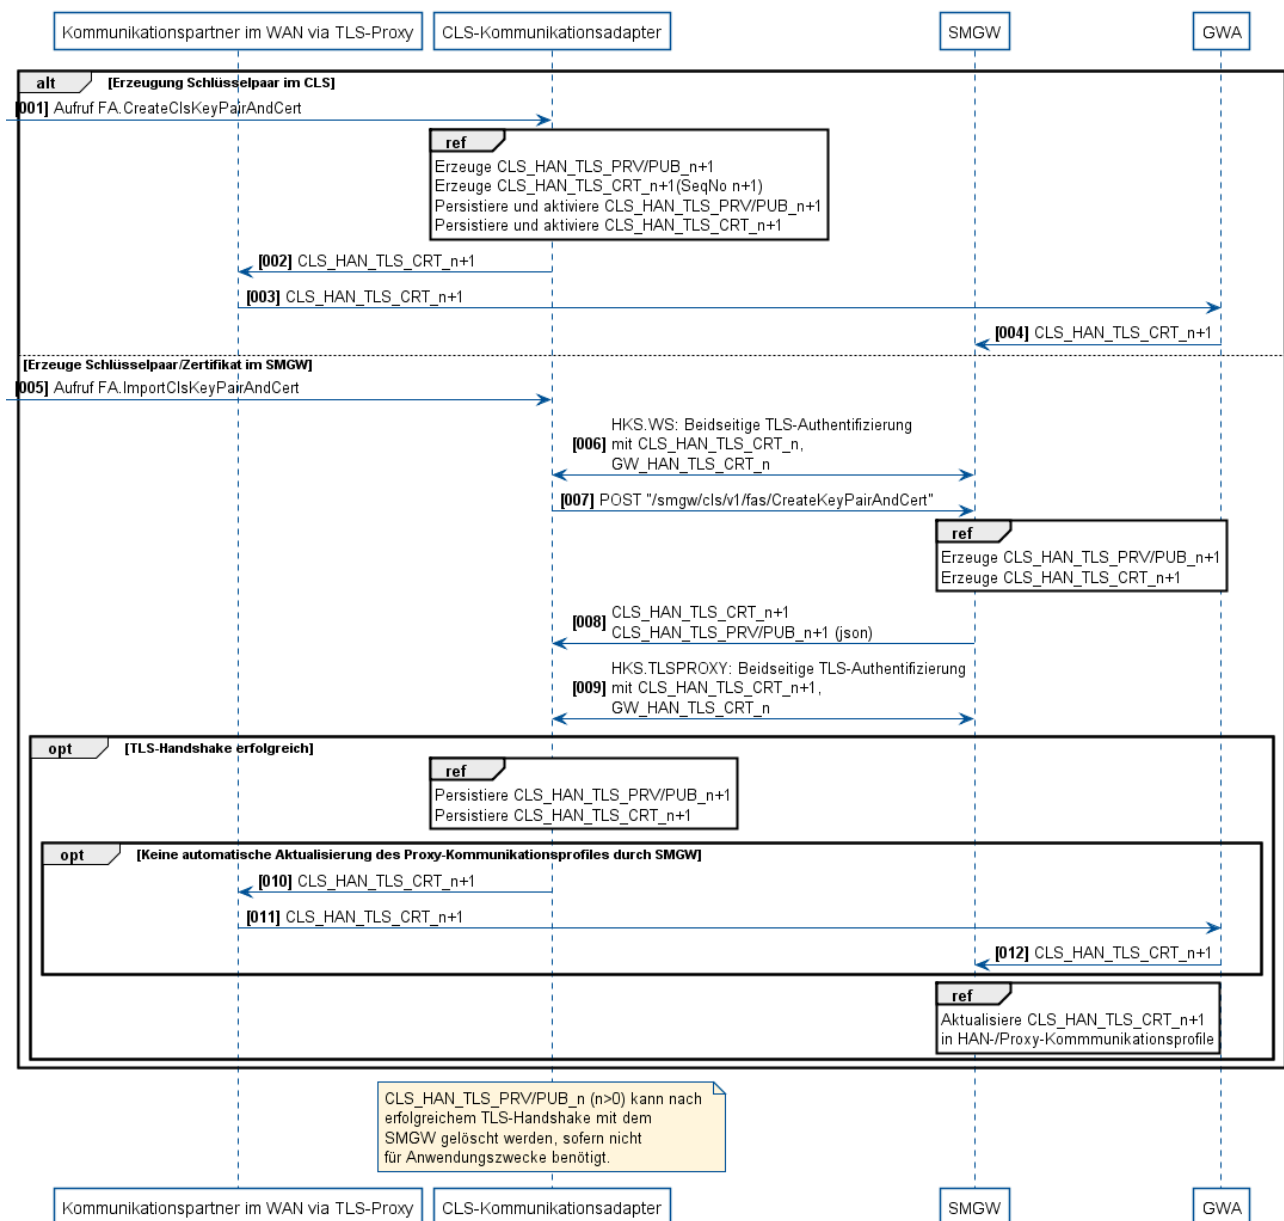 Kommunikationspartner im WAN via TLS-Proxy
CLS-Kommunikationsadapter
SMGW
GWA
alt
[Erzeugung Schlüsselpaar im CLS]
[001] Aufruf FA.CreateClsKeyPairAndCert
ref
Erzeuge CLS_HAN_TLS_PRV/PUB_n+1
Erzeuge CLS_HAN_TLS_CRT_n+1(SeqNo n+1)
Persistiere und aktiviere CLS_HAN_TLS_PRV/PUB_n+1
Persistiere und aktiviere CLS_HAN_TLS_CRT_n+1
[002] CLS_HAN_TLS_CRT_n+1
[003] CLS_HAN_TLS_CRT_n+1
[004] CLS_HAN_TLS_CRT_n+1
[Erzeuge Schlüsselpaar/Zertifikat im SMGW]
[005] Aufruf FA.ImportClsKeyPairAndCert
HKS.WS: Beidseitige TLS-Authentifizierung
[006] mit CLS_HAN_TLS_CRT_n,
GW_HAN_TLS_CRT_n
[007] POST "/smgw/cls/v1/fas/CreateKeyPairAndCert"
ref
Erzeuge CLS_HAN_TLS_PRV/PUB_n+1
Erzeuge CLS_HAN_TLS_CRT_n+1
[008] CLS_HAN_TLS_CRT_n+1
CLS_HAN_TLS_PRV/PUB_n+1 (json)
HKS.TLSPROXY: Beidseitige TLS-Authentifizierung
[009] mit CLS_HAN_TLS_CRT_n+1,
GW_HAN_TLS_CRT_n
opt
[TLS-Handshake erfolgreich]
ref
Persistiere CLS_HAN_TLS_PRV/PUB_n+1
Persistiere CLS_HAN_TLS_CRT_n+1
opt
[Keine automatische Aktualisierung des Proxy-Kommunikationsprofiles durch SMGW]
[010] CLS_HAN_TLS_CRT_n+1
[011] CLS_HAN_TLS_CRT_n+1
[012] CLS_HAN_TLS_CRT_n+1
ref
Aktualisiere CLS_HAN_TLS_CRT_n+1
in HAN-/Proxy-Kommmunikationsprofile
CLS_HAN_TLS_PRV/PUB_n (n>0) kann nach
erfolgreichem TLS-Handshake mit dem
SMGW gelöscht werden, sofern nicht
für Anwendungszwecke benötigt.
Kommunikationspartner im WAN via TLS-Proxy
CLS-Kommunikationsadapter
SMGW
GWA